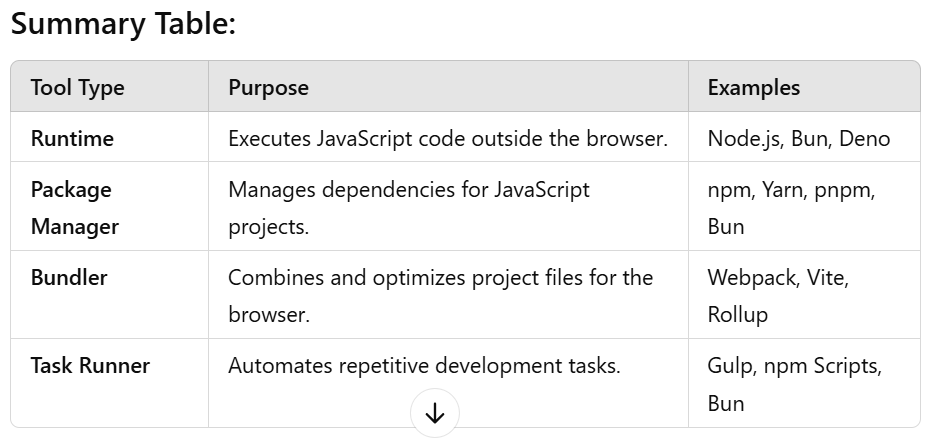 Summary Table:
Tool Type Purpose Examples
Runtime Executes JavaScript code outside the browser. Node.js, Bun, Deno
Package Manages dependencies for JavaScript npm, Yarn, pnpm,
Manager projects. Bun
Bundler Combines and optimizes project files for the Webpack, Vite,
browser. Rollup
Task Runner Automates repetitive development tasks. Gulp, npm Scripts,
Bun